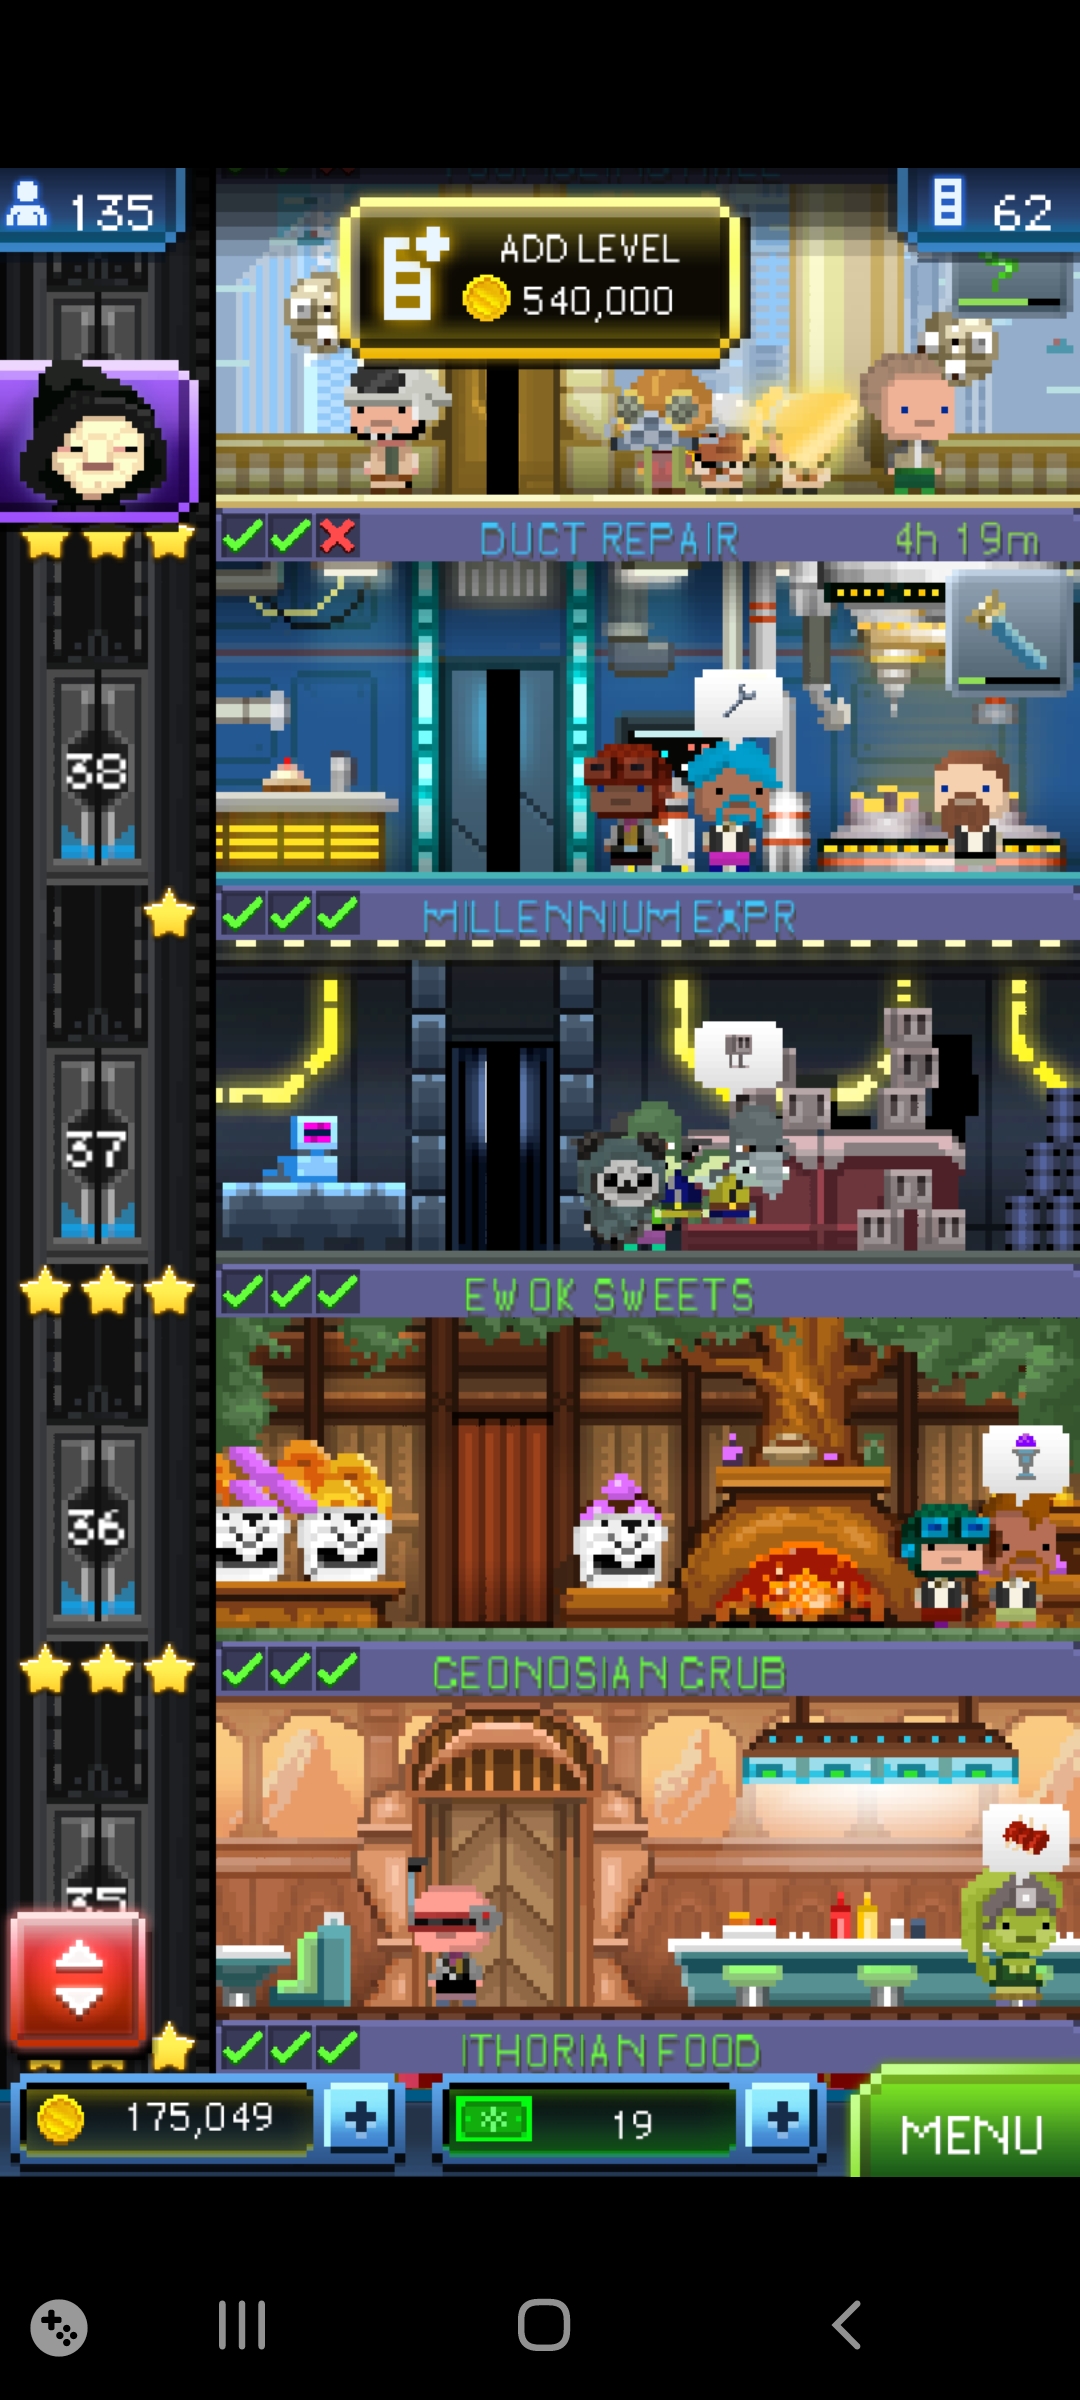 135
62
ADD LEVEL
540,000
DUCT REPAIR
4h 19m
38
MILLENNIUM EXPR
37
EWOK SWEETS
36
GEONOSIAN GRUB
35
ITHORIAN FOOD
175,049
19
MENU